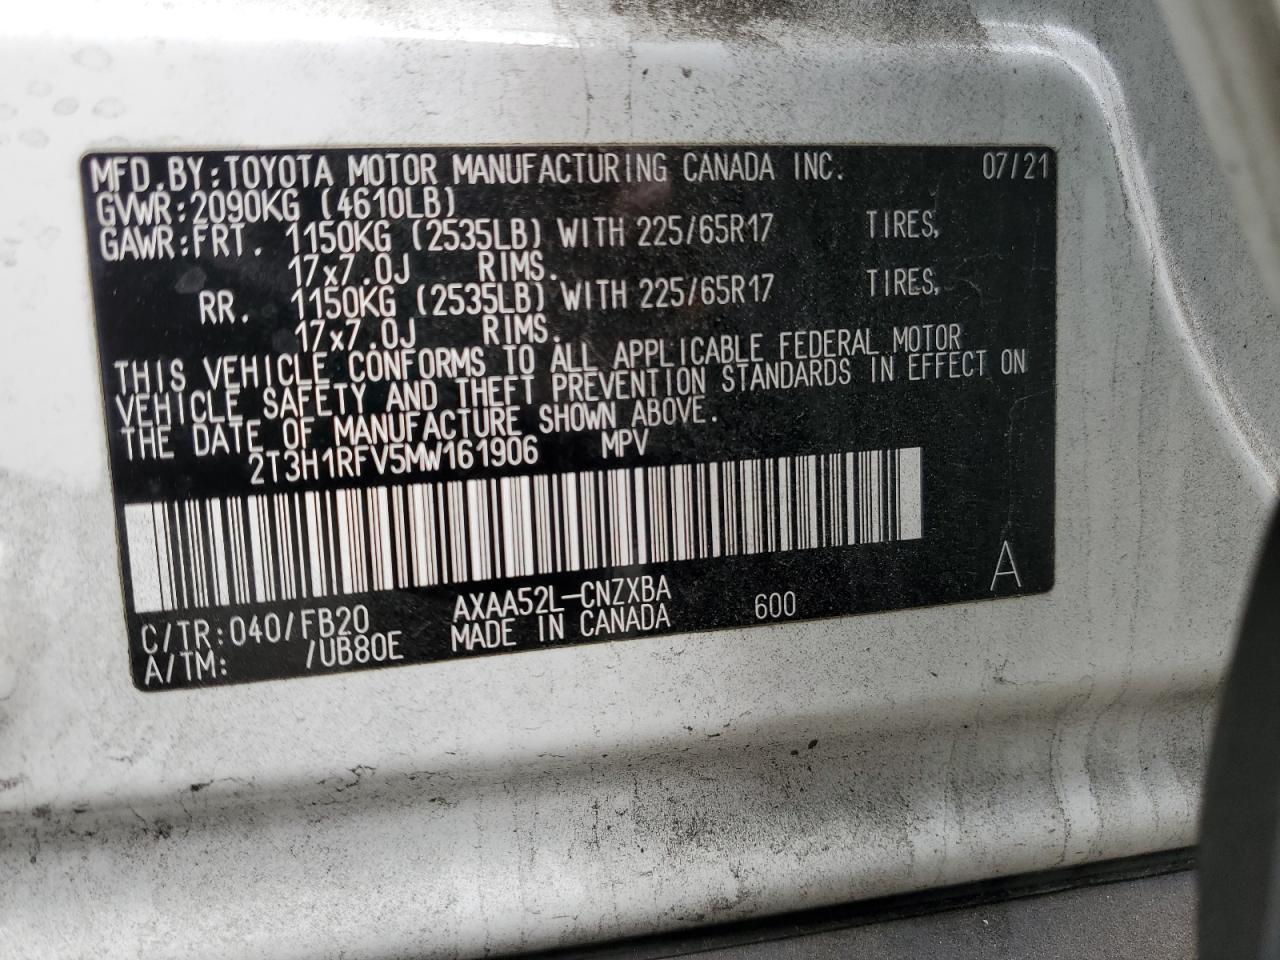 MFD.BY:TOYOTA MOTOR MANUFACTURING CANADA INC. 07/21
GVWR:2090KG (4610LB)
GAWR:FRT. 1150KG (2535LB) WITH 225/65R17 TIRES,
17x7.0J RIMS.
RR. 1150KG (2535LB) WITH 225/65R17 TIRES,
17x7.0J RIMS.
THIS VEHICLE CONFORMS TO ALL APPLICABLE FEDERAL MOTOR
VEHICLE SAFETY AND THEFT PREVENTION STANDARDS IN EFFECT ON
THE DATE OF MANUFACTURE SHOWN ABOVE.
2T3H1RFV5MW161906 MPV
A
C/TR:040/FB20 AXAA52L-CNZXBA 600
A/TM: /UB80E MADE IN CANADA